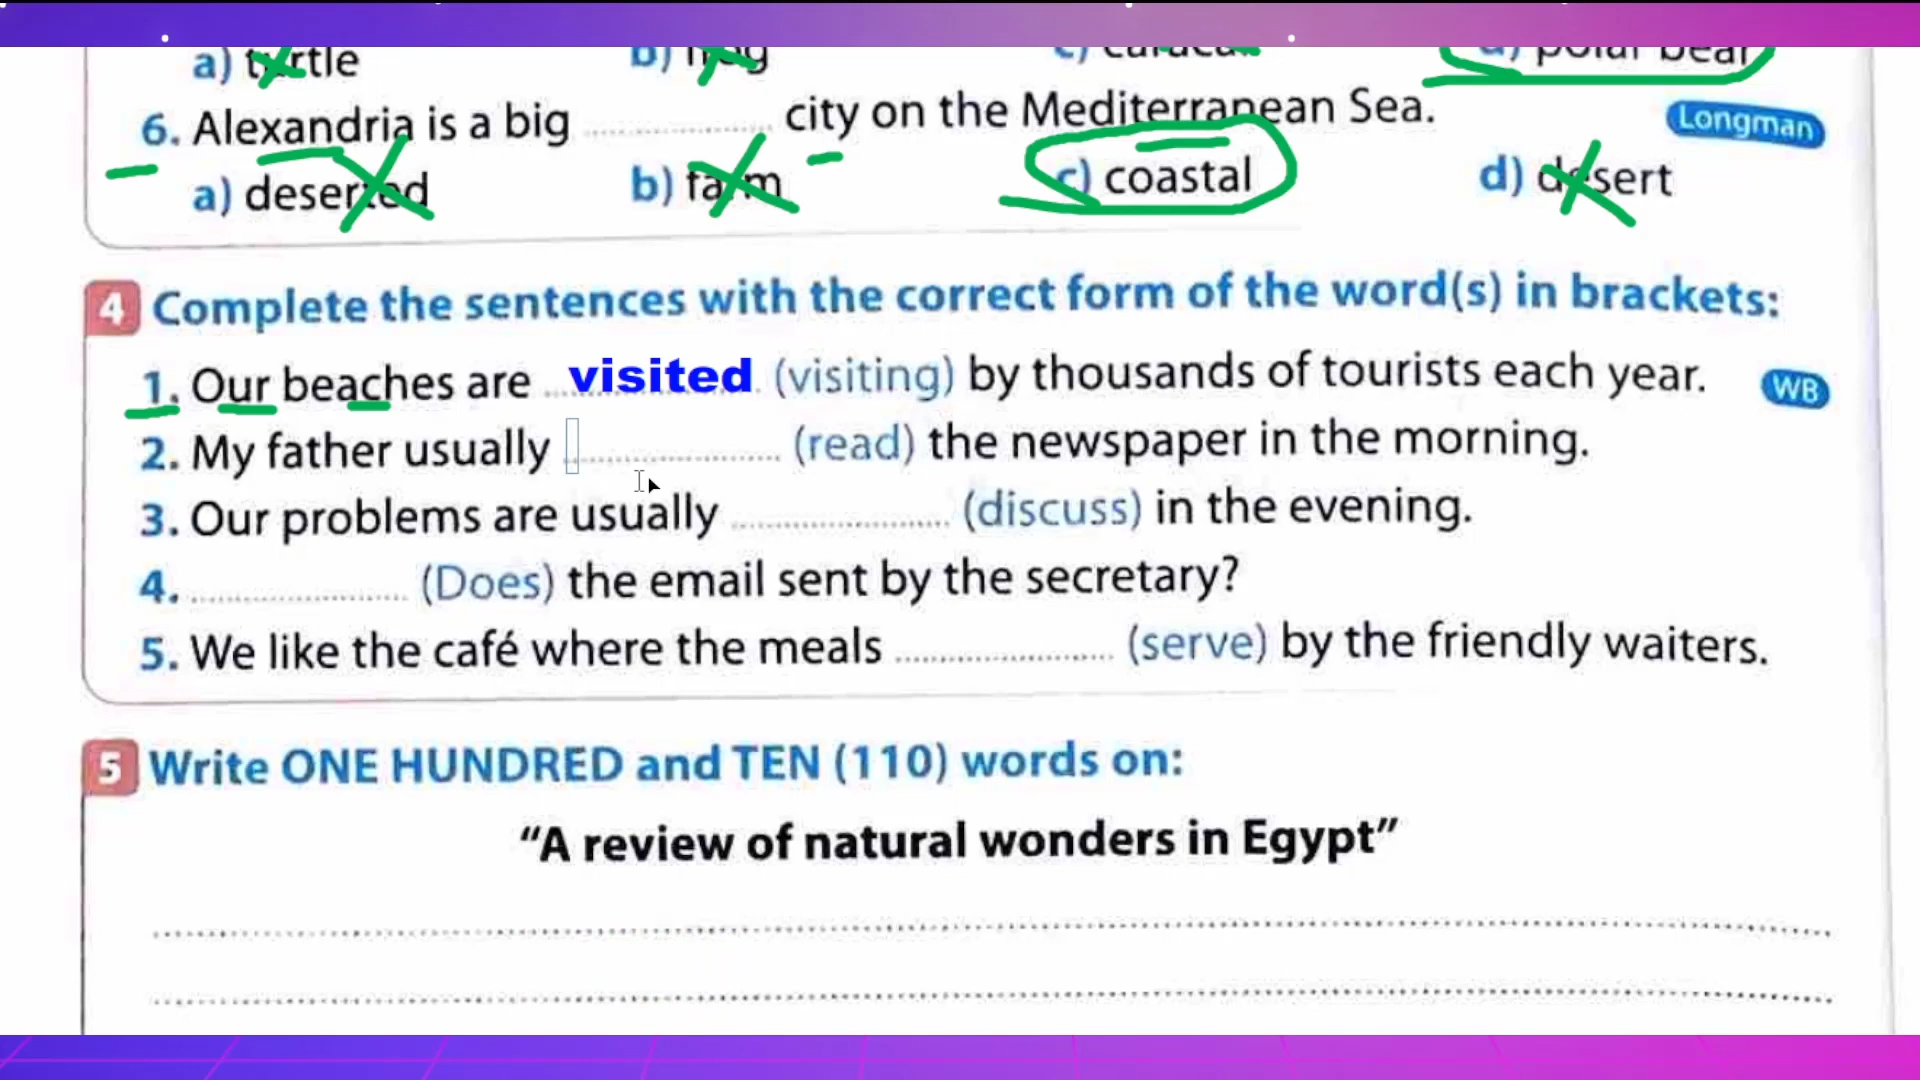 a) turtle b) frog c) caracal d) polar bear
6. Alexandria is a big .................... city on the Mediterranean Sea. Longman
a) deserted b) farm c) coastal d) desert
4 Complete the sentences with the correct form of the word(s) in brackets:
1. Our beaches are ... visited . (visiting) by thousands of tourists each year. WB
2. My father usually .................... (read) the newspaper in the morning.
3. Our problems are usually .................... (discuss) in the evening.
4. .................... (Does) the email sent by the secretary?
5. We like the café where the meals .................... (serve) by the friendly waiters.
5 Write ONE HUNDRED and TEN (110) words on:
“A review of natural wonders in Egypt”